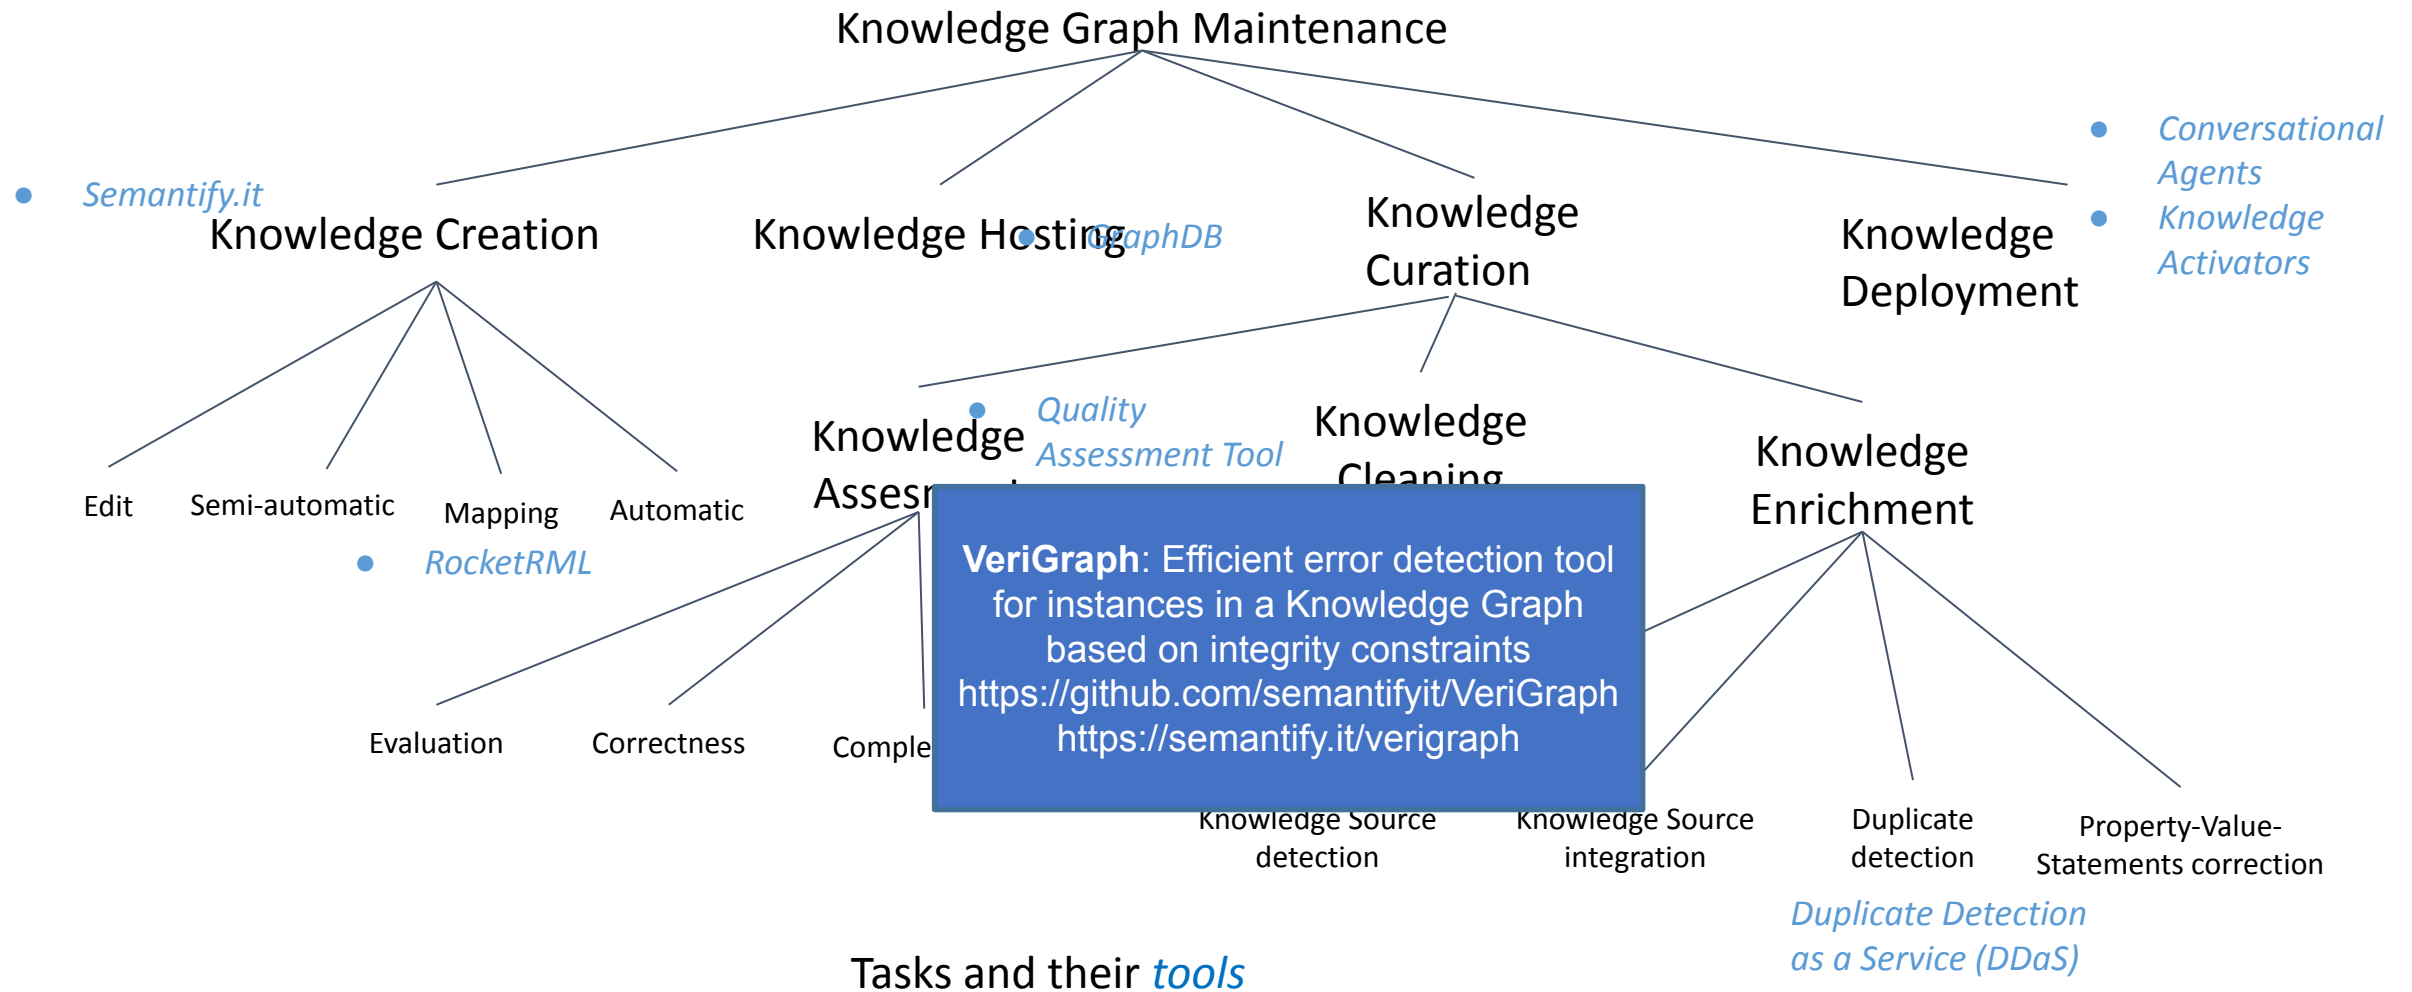 Knowledge Graph Maintenance
Semantify.it
Knowledge Creation
Knowledge Hosting
GraphDB
Knowledge
Curation
Knowledge
Deployment
Conversational
Agents
Knowledge
Activators
Edit
Semi-automatic
Mapping
Automatic
RocketRML
Knowledge
Quality
Assessment Tool
Knowledge
Cleaning
Knowledge
Enrichment
VeriGraph: Efficient error detection tool
for instances in a Knowledge Graph
based on integrity constraints
https://github.com/semantifyit/VeriGraph
https://semantify.it/verigraph
Evaluation
Correctness
Knowledge Source
detection
Knowledge Source
integration
Duplicate
detection
Property-Value-
Statements correction
Duplicate Detection
as a Service (DDaS)
Tasks and their tools